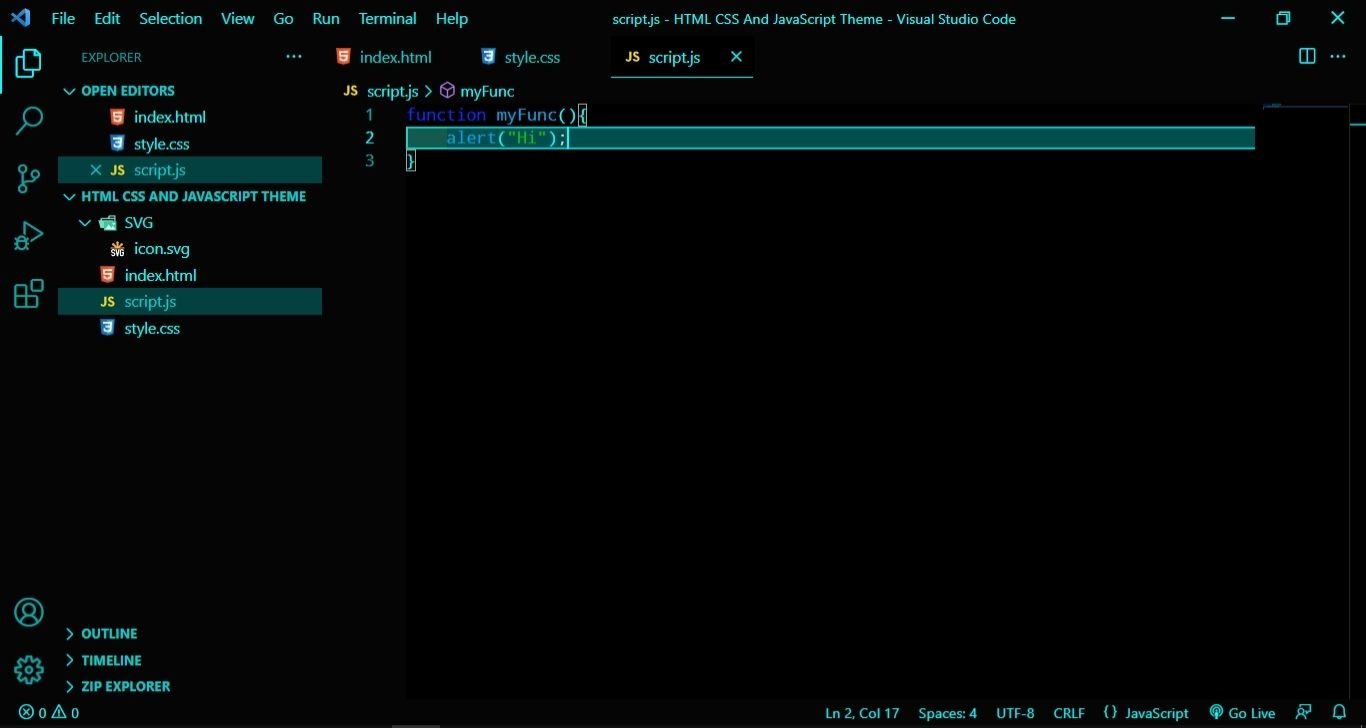 File Edit Selection View Go Run Terminal Help script.js - HTML CSS And JavaScript Theme - Visual Studio Code
EXPLORER
OPEN EDITORS
index.html
style.css
JS script.js
HTML CSS AND JAVASCRIPT THEME
SVG
SVG icon.svg
index.html
JS script.js
style.css
OUTLINE
TIMELINE
ZIP EXPLORER
index.html style.css JS script.js
JS script.js > myFunc
1 function myFunc(){
2 alert("Hi");
3 }
0 0 Ln 2, Col 17 Spaces: 4 UTF-8 CRLF {} JavaScript Go Live